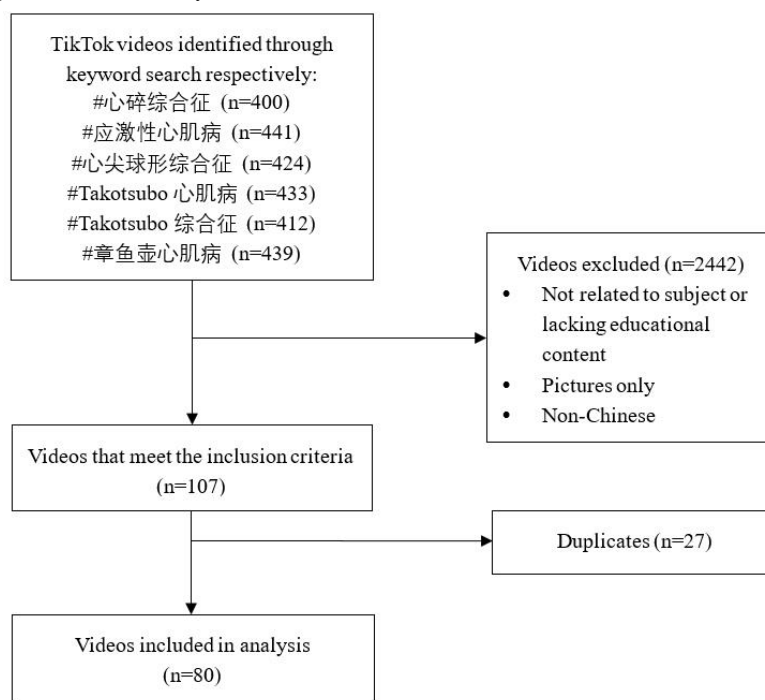 TikTok videos identified through
keyword search respectively:
#心碎综合征 (n=400)
#应激性心肌病 (n=441)
#心尖球形综合征 (n=424)
#Takotsubo 心肌病 (n=433)
#Takotsubo 综合征 (n=412)
#章鱼壶心肌病 (n=439)
Videos excluded (n=2442)
• Not related to subject or
lacking educational
content
• Pictures only
• Non-Chinese
Videos that meet the inclusion criteria
(n=107)
Duplicates (n=27)
Videos included in analysis
(n=80)